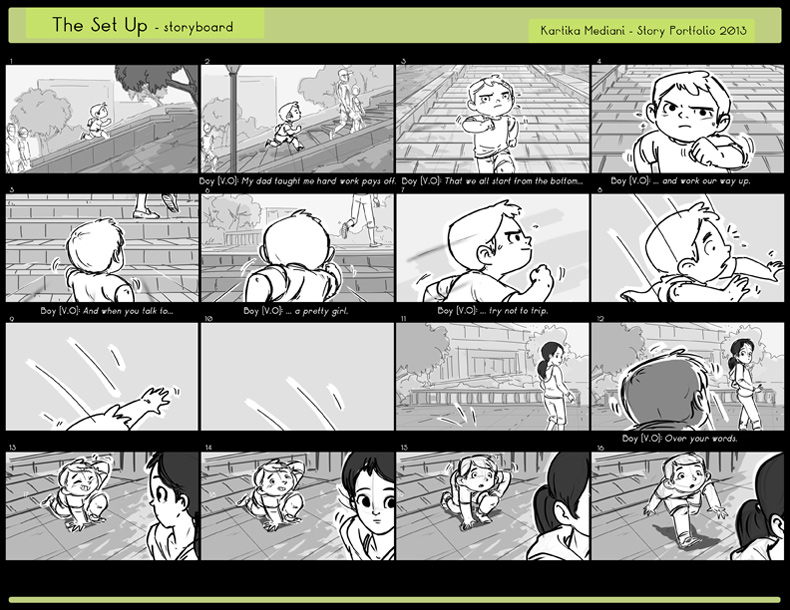 The Set Up - storyboard
Kartika Mediani - Story Portfolio 2013
1
2
3
4
Boy (V.O): My dad taught me hard work pays off.
Boy (V.O): That we all start from the bottom...
Boy (V.O): ... and work our way up.
5
6
7
8
Boy (V.O): And when you talk to...
Boy (V.O): ... a pretty girl.
Boy (V.O): ... try not to trip.
9
10
11
12
Boy (V.O): Over your words.
13
14
15
16